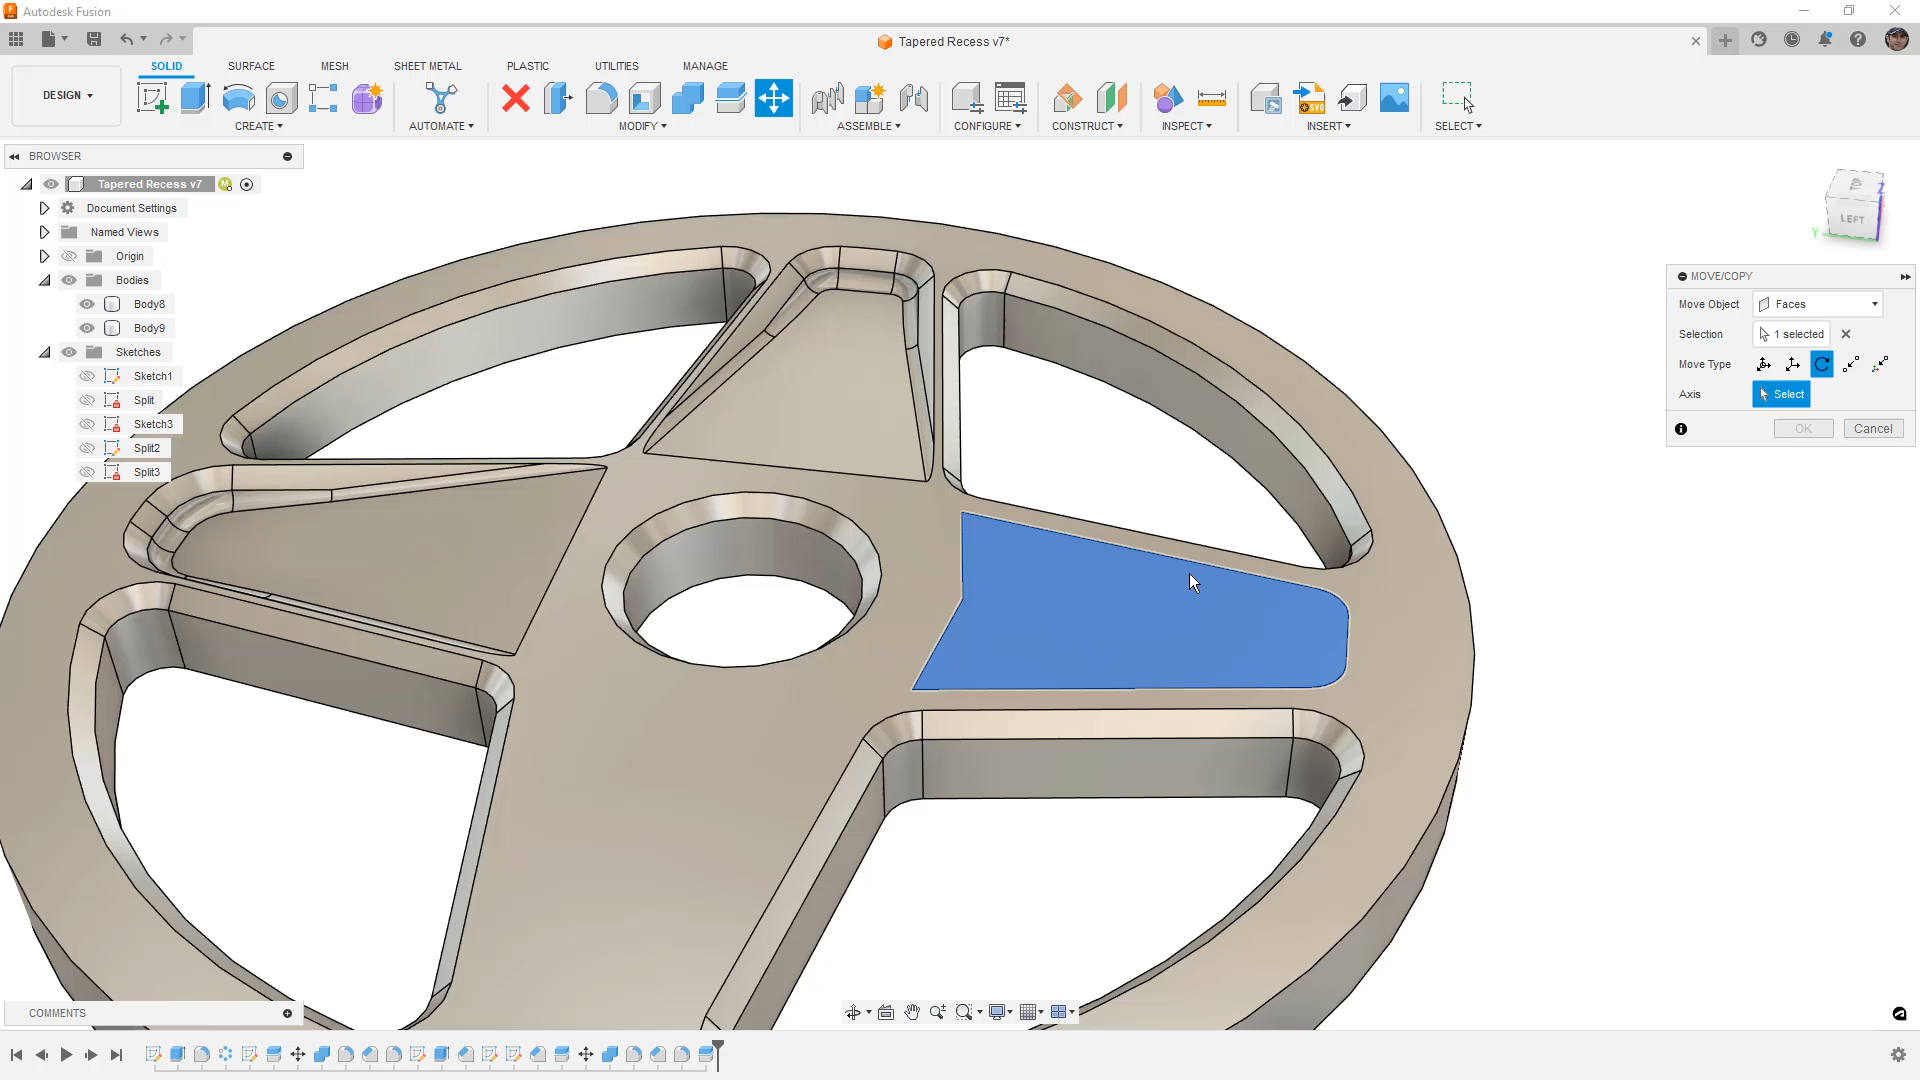 Autodesk Fusion
Tapered Recess v7*
DESIGN
SOLID
SURFACE
MESH
SHEET METAL
PLASTIC
UTILITIES
MANAGE
CREATE
AUTOMATE
MODIFY
ASSEMBLE
CONFIGURE
CONSTRUCT
INSPECT
INSERT
SELECT
BROWSER
Tapered Recess v7
Document Settings
Named Views
Origin
Bodies
Body8
Body9
Sketches
Sketch1
Split
Sketch3
Split2
Split3
LEFT
Z
Y
MOVE/COPY
Move Object
Faces
Selection
1 selected
Move Type
Axis
Select
OK
Cancel
COMMENTS